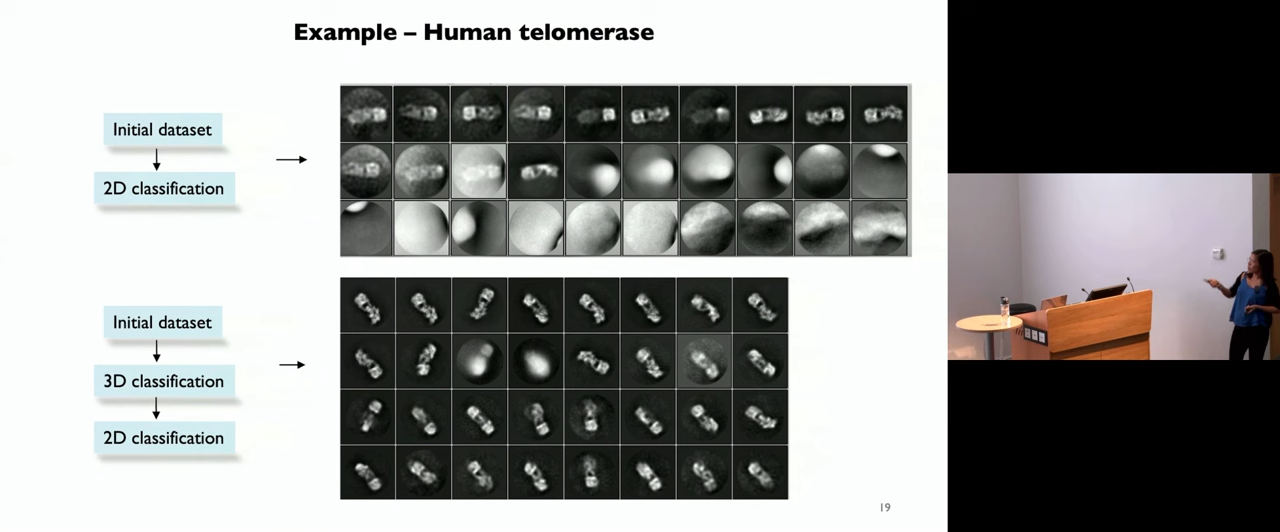 Example – Human telomerase
Initial dataset
2D classification
Initial dataset
3D classification
2D classification
19